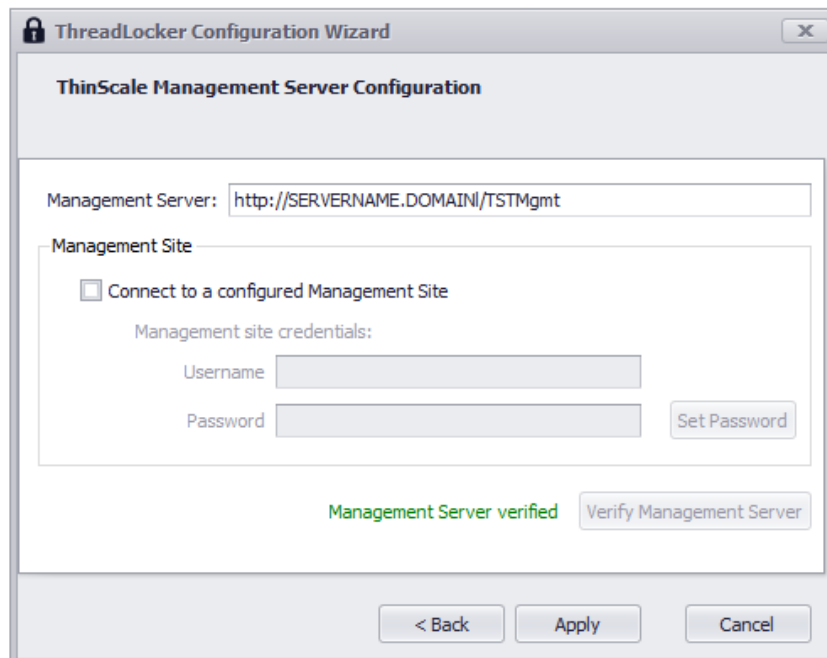 ThreadLocker Configuration Wizard
ThinScale Management Server Configuration
Management Server: http://SERVERNAME.DOMAINl/TSTMgmt
Management Site
Connect to a configured Management Site
Management site credentials:
Username
Password Set Password
Management Server verified Verify Management Server
< Back Apply Cancel